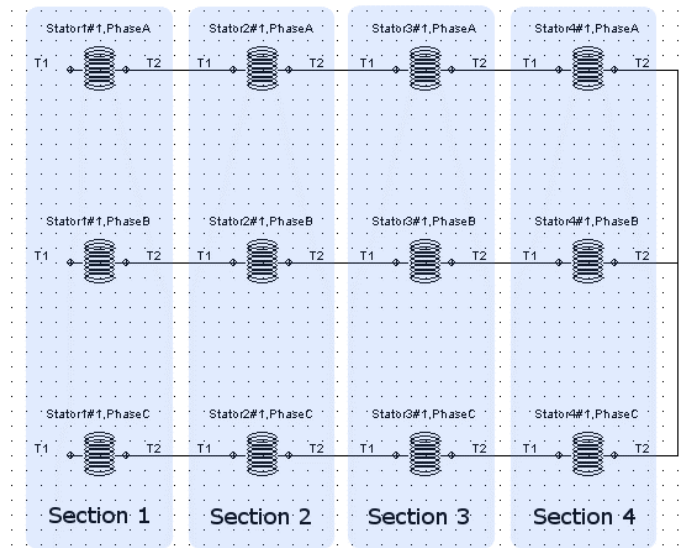 Stator1#1,PhaseA Stator2#1,PhaseA Stator3#1,PhaseA Stator4#1,PhaseA
T1 T2 T1 T2 T1 T2 T1 T2
Stator1#1,PhaseB Stator2#1,PhaseB Stator3#1,PhaseB Stator4#1,PhaseB
T1 T2 T1 T2 T1 T2 T1 T2
Stator1#1,PhaseC Stator2#1,PhaseC Stator3#1,PhaseC Stator4#1,PhaseC
T1 T2 T1 T2 T1 T2 T1 T2
Section 1 Section 2 Section 3 Section 4